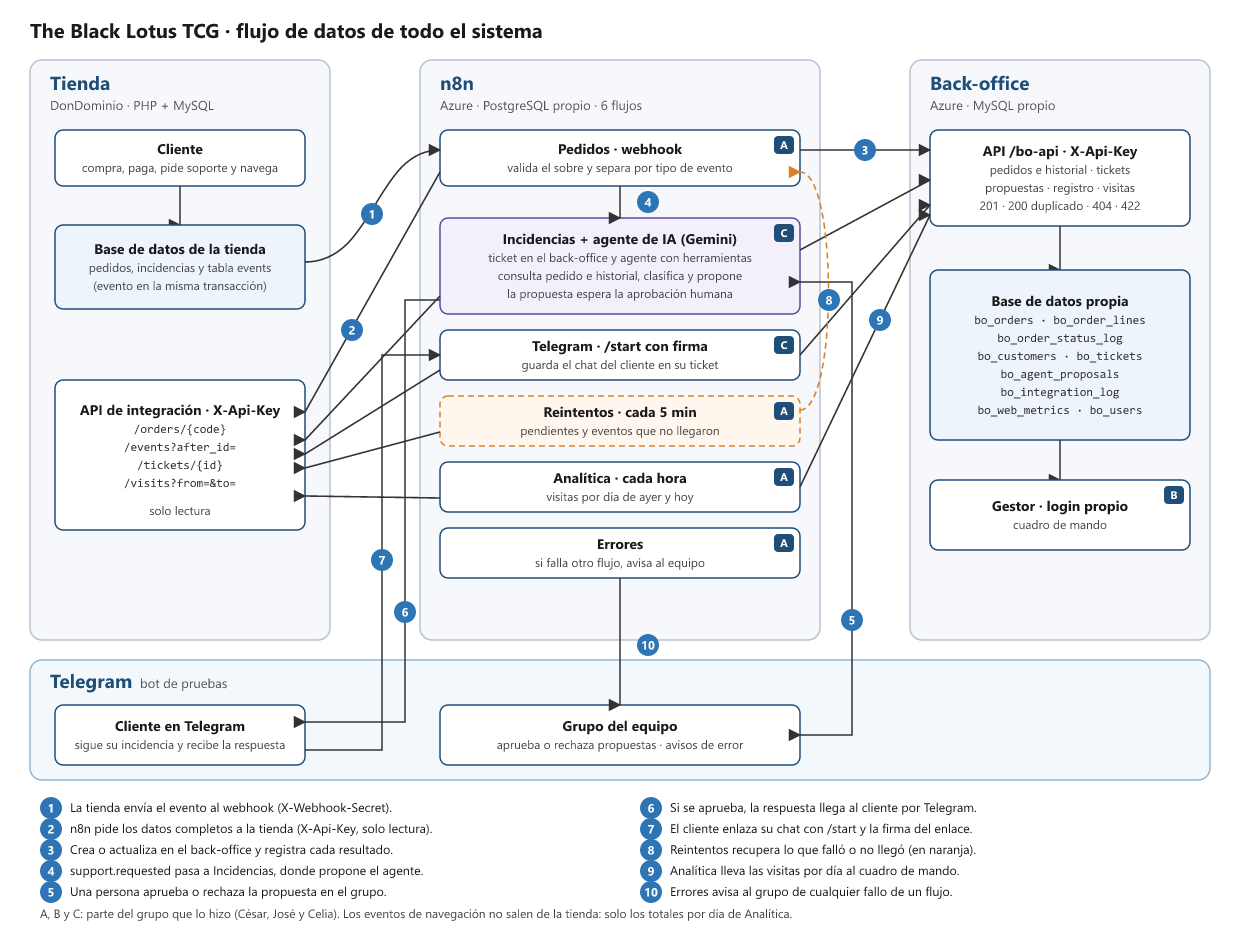 The Black Lotus TCG · flujo de datos de todo el sistema
Tienda
DonDominio · PHP + MySQL
Cliente
compra, paga, pide soporte y navega
Base de datos de la tienda
pedidos, incidencias y tabla events
(evento en la misma transacción)
API de integración · X-Api-Key
/orders/{code}
/events?after_id=
/tickets/{id}
/visits?from=&to=
solo lectura
1
2
7
6
n8n
Azure · PostgreSQL propio · 6 flujos
Pedidos · webhook
A
valida el sobre y separa por tipo de evento
4
Incidencias + agente de IA (Gemini)
C
ticket en el back-office y agente con herramientas
consulta pedido e historial, clasifica y propone
la propuesta espera la aprobación humana
Telegram · /start con firma
C
guarda el chat del cliente en su ticket
Reintentos · cada 5 min
A
pendientes y eventos que no llegaron
Analítica · cada hora
A
visitas por día de ayer y hoy
Errores
A
si falla otro flujo, avisa al equipo
10
3
8
9
5
Back-office
Azure · MySQL propio
API /bo-api · X-Api-Key
pedidos e historial · tickets
propuestas · registro · visitas
201 · 200 duplicado · 404 · 422
Base de datos propia
bo_orders · bo_order_lines
bo_order_status_log
bo_customers · bo_tickets
bo_agent_proposals
bo_integration_log
bo_web_metrics · bo_users
Gestor · login propio
B
cuadro de mando
Telegram bot de pruebas
Cliente en Telegram
sigue su incidencia y recibe la respuesta
Grupo del equipo
aprueba o rechaza propuestas · avisos de error
1 La tienda envía el evento al webhook (X-Webhook-Secret).
2 n8n pide los datos completos a la tienda (X-Api-Key, solo lectura).
3 Crea o actualiza en el back-office y registra cada resultado.
4 support.requested pasa a Incidencias, donde propone el agente.
5 Una persona aprueba o rechaza la propuesta en el grupo.
6 Si se aprueba, la respuesta llega al cliente por Telegram.
7 El cliente enlaza su chat con /start y la firma del enlace.
8 Reintentos recupera lo que falló o no llegó (en naranja).
9 Analítica lleva las visitas por día al cuadro de mando.
10 Errores avisa al grupo de cualquier fallo de un flujo.
A, B y C: parte del grupo que lo hizo (César, José y Celia). Los eventos de navegación no salen de la tienda: solo los totales por día de Analítica.